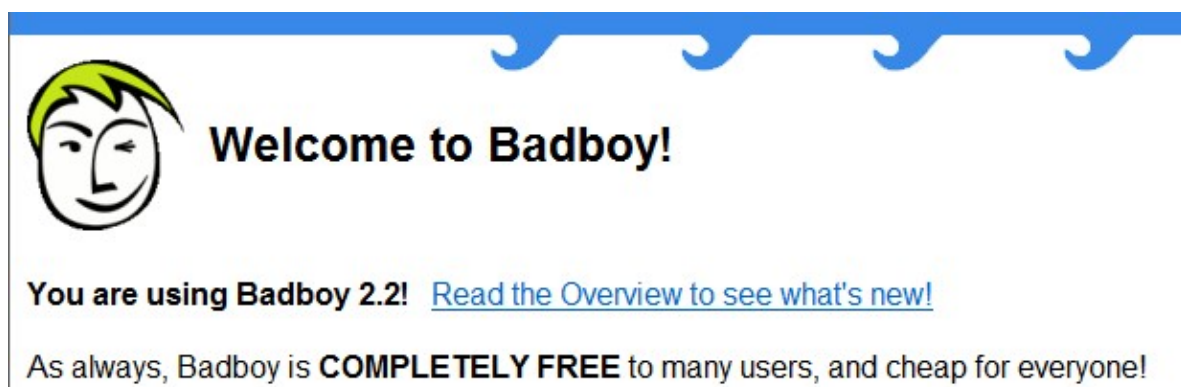 Welcome to Badboy!
You are using Badboy 2.2! Read the Overview to see what's new!
As always, Badboy is COMPLETELY FREE to many users, and cheap for everyone!